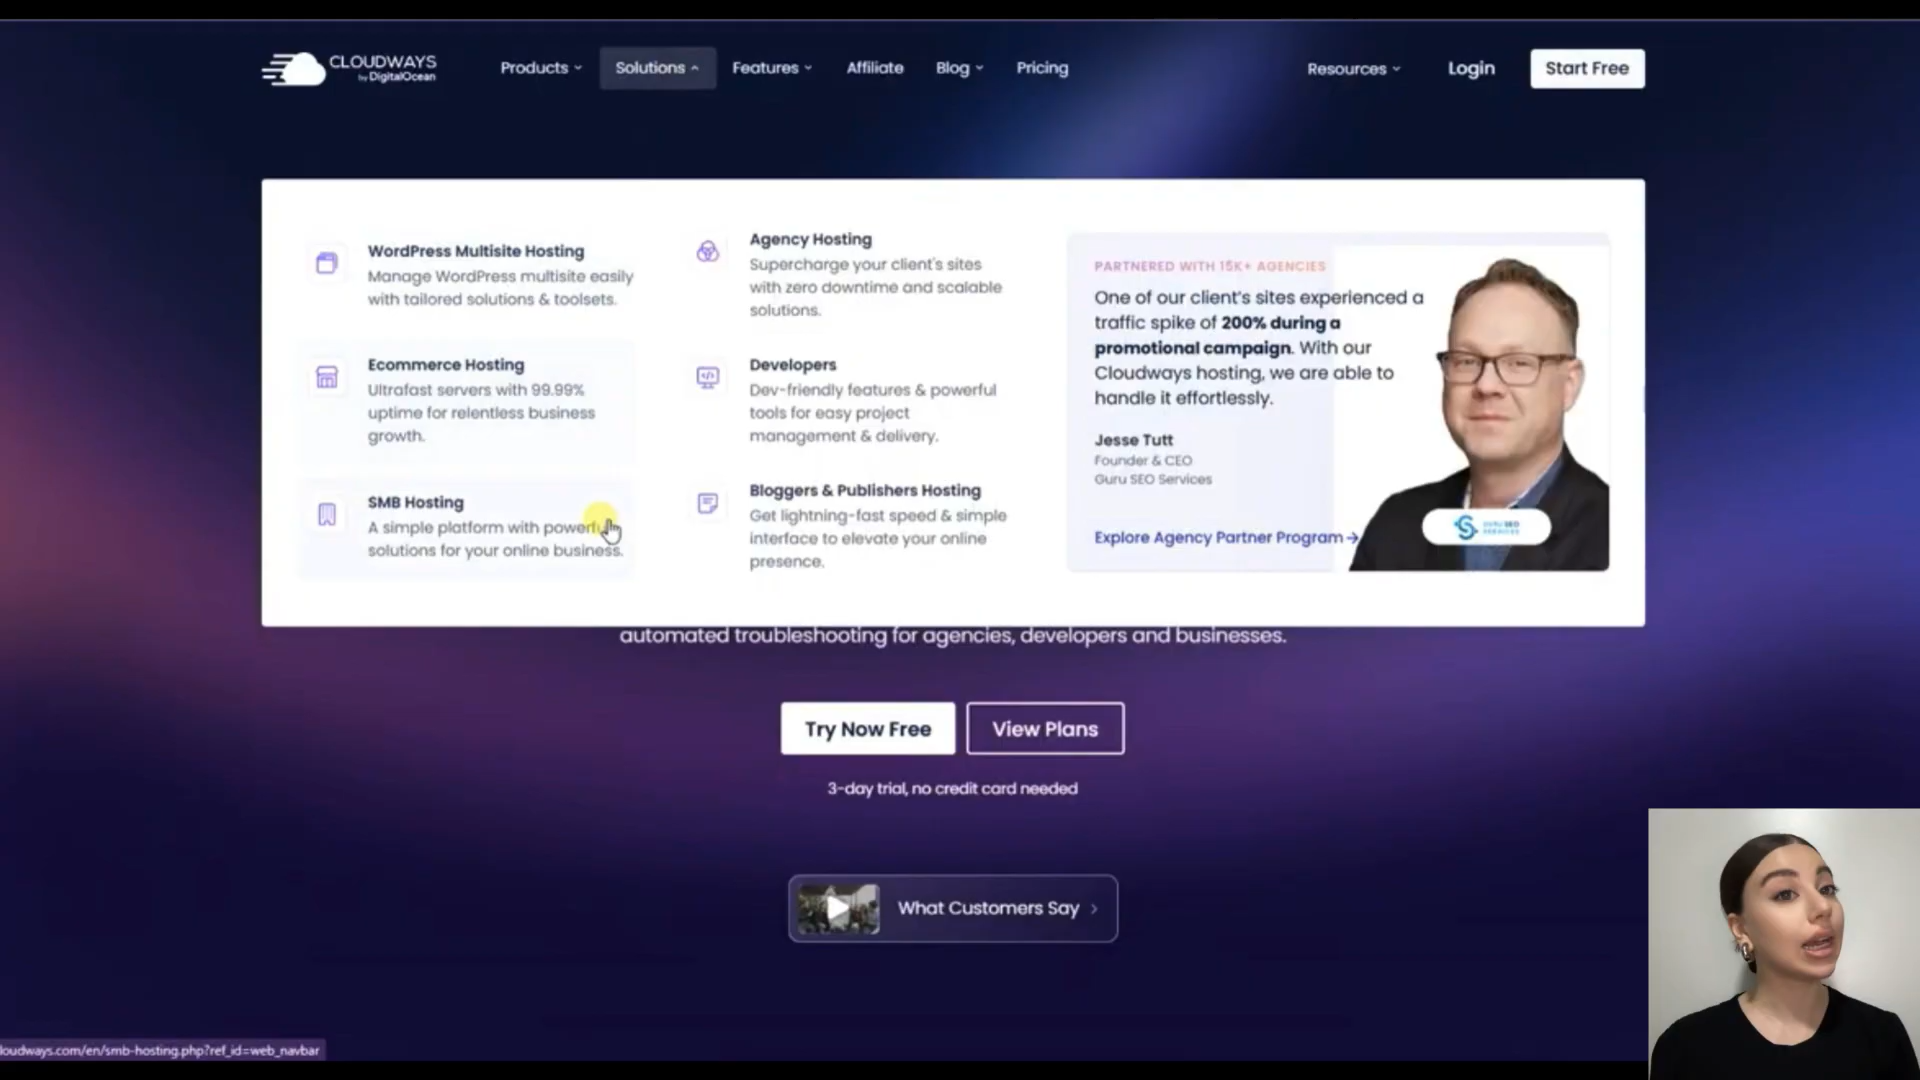 CLOUDWAYS
by DigitalOcean
Products
Solutions
Features
Affiliate
Blog
Pricing
Resources
Login
Start Free
WordPress Multisite Hosting
Manage WordPress multisite easily
with tailored solutions & toolsets.
Ecommerce Hosting
Ultrafast servers with 99.99%
uptime for relentless business
growth.
SMB Hosting
A simple platform with powerful
solutions for your online business.
Agency Hosting
Supercharge your client's sites
with zero downtime and scalable
solutions.
Developers
Dev-friendly features & powerful
tools for easy project
management & delivery.
Bloggers & Publishers Hosting
Get lightning-fast speed & simple
interface to elevate your online
presence.
PARTNERED WITH 15K+ AGENCIES
One of our client's sites experienced a
traffic spike of 200% during a
promotional campaign. With our
Cloudways hosting, we are able to
handle it effortlessly.
Jesse Tutt
Founder & CEO
Guru SEO Services
Explore Agency Partner Program→
GURU SEO
SERVICES
automated troubleshooting for agencies, developers and businesses.
Try Now Free
View Plans
3-day trial, no credit card needed
What Customers Say
loudways.com/en/smb-hosting.php?ref_id=web_navbar